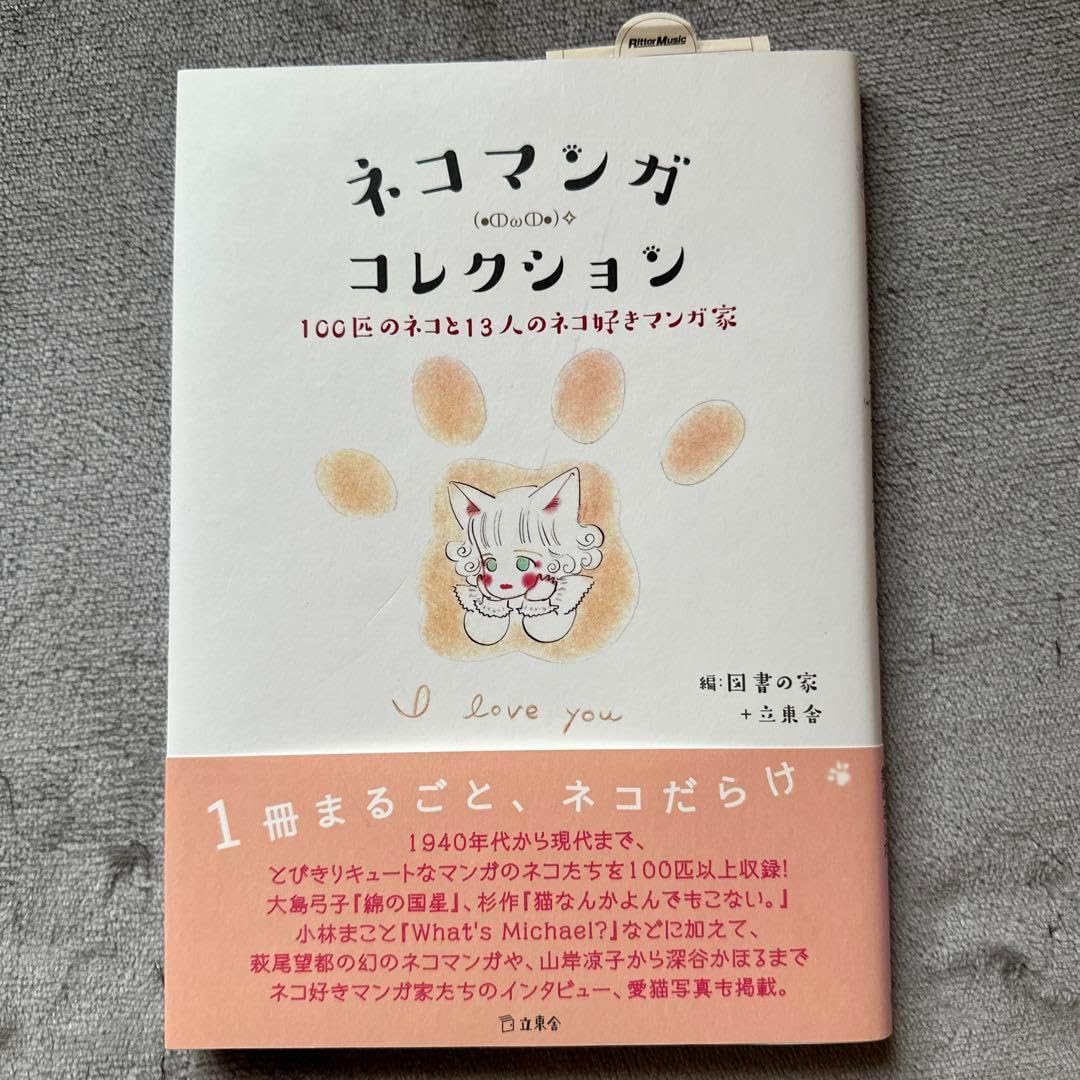 RittorMusic
ネコマンガ
(●ↀωↀ●)✧
コレクション
100匹のネコと13人のネコ好きマンガ家
I love you
編:図書の家
+立東舎
1冊まるごと、ネコだらけ
1940年代から現代まで、
とびきりキュートなマンガのネコたちを100匹以上収録!
大島弓子『綿の国星』、杉作『猫なんかよんでもこない。』
小林まこと『What's Michael?』などに加えて、
萩尾望都の幻のネコマンガや、山岸凉子から深谷かほるまで
ネコ好きマンガ家たちのインタビュー、愛猫写真も掲載。
立東舎